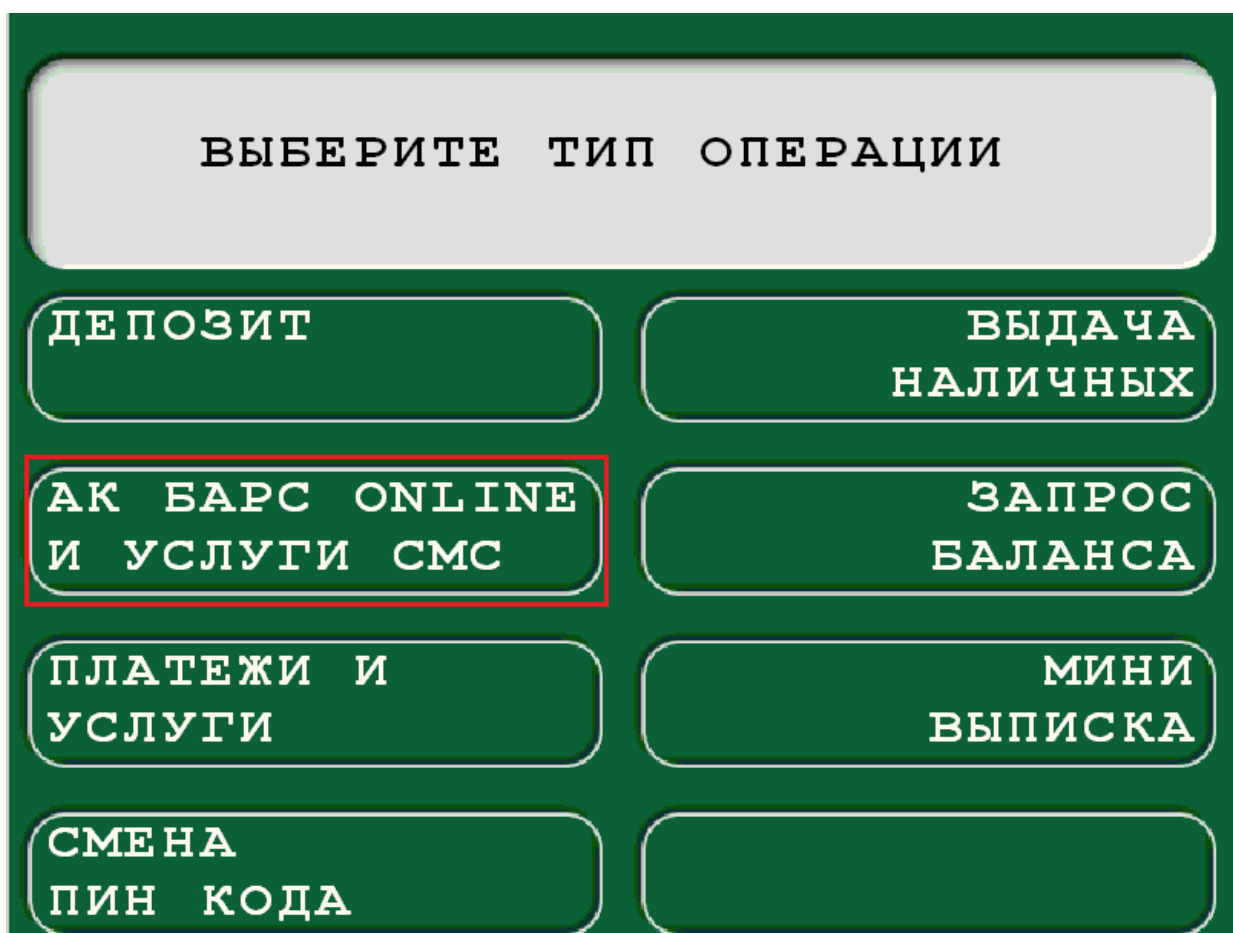 ВЫБЕРИТЕ ТИП ОПЕРАЦИИ
ДЕПОЗИТ
ВЫДАЧА
НАЛИЧНЫХ
АК БАРС ONLINE
И УСЛУГИ СМС
ЗАПРОС
БАЛАНСА
ПЛАТЕЖИ И
УСЛУГИ
МИНИ
ВЫПИСКА
СМЕНА
ПИН КОДА